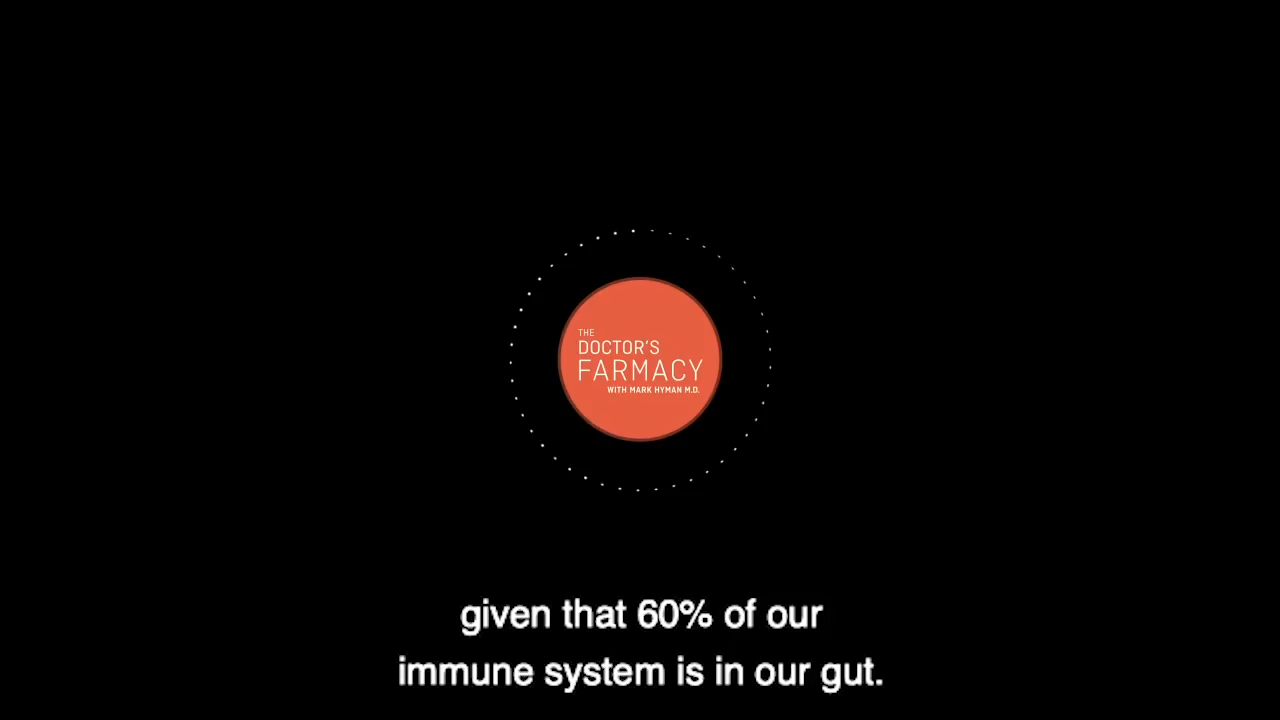 THE
DOCTOR'S
FARMACY
WITH MARK HYMAN M.D.
given that 60% of our
immune system is in our gut.